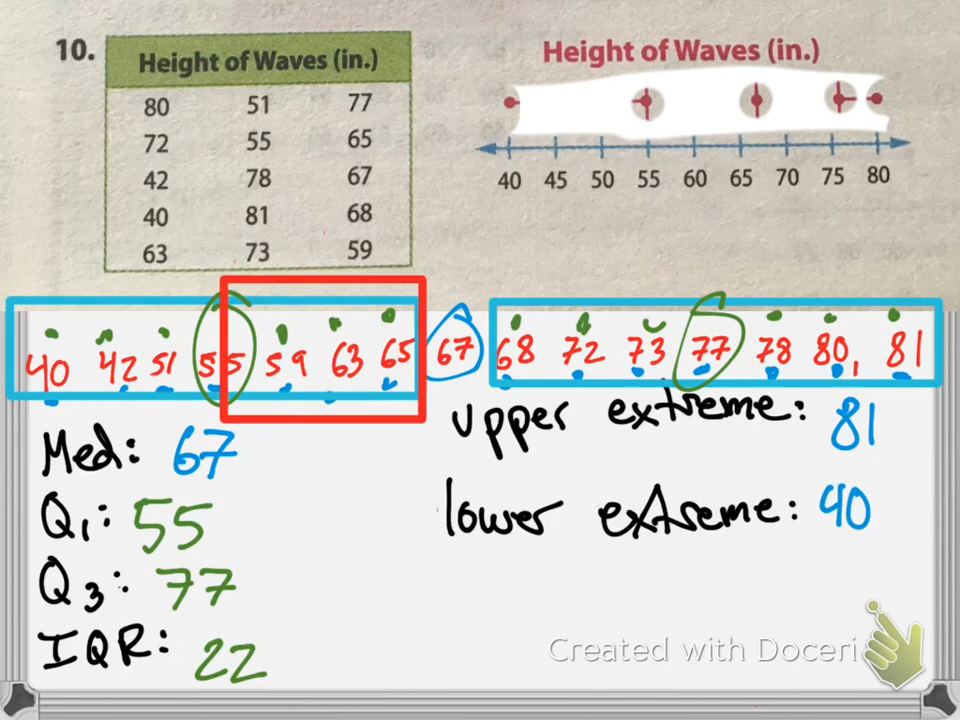 10.
Height of Waves (in.)
80 51 77
72 55 65
42 78 67
40 81 68
63 73 59
Height of Waves (in.)
40 45 50 55 60 65 70 75 80
40 42 51 55 59 63 65 67 68 72 73 77 78 80, 81
Med: 67
Q1: 55
Q3: 77
IQR: 22
upper extreme: 81
lower extreme: 40
Created with Doceri